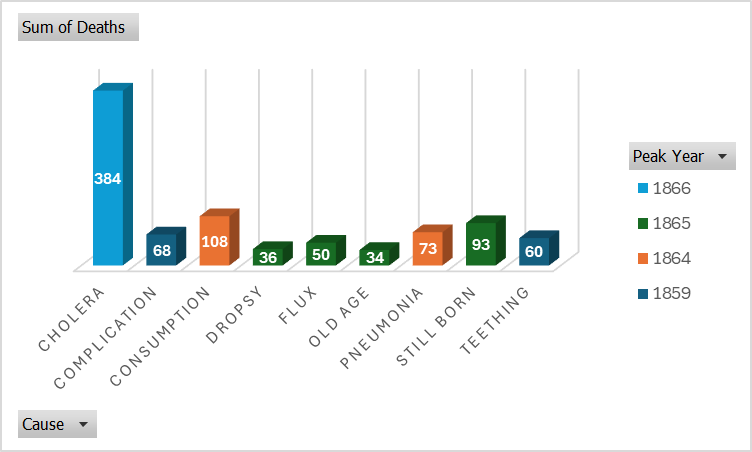 Sum of Deaths
384
68
108
36
50
34
73
93
60
CHOLERA
COMPLICATION
CONSUMPTION
DROPSY
FLUX
OLD AGE
PNEUMONIA
STILL BORN
TEETHING
Peak Year
1866
1865
1864
1859
Cause